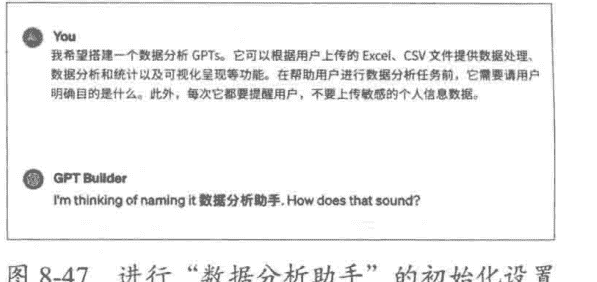 You
我希望搭建一个数据分析 GPTs。它可以根据用户上传的 Excel、CSV 文件提供数据处理、
数据分析和统计以及可视化呈现等功能。在帮助用户进行数据分析任务前，它需要请用户
明确目的是什么。此外，每次它都要提醒用户，不要上传敏感的个人信息数据。
GPT Builder
I'm thinking of naming it 数据分析助手. How does that sound?
图 8-47 进行“数据分析助手”的初始化设置